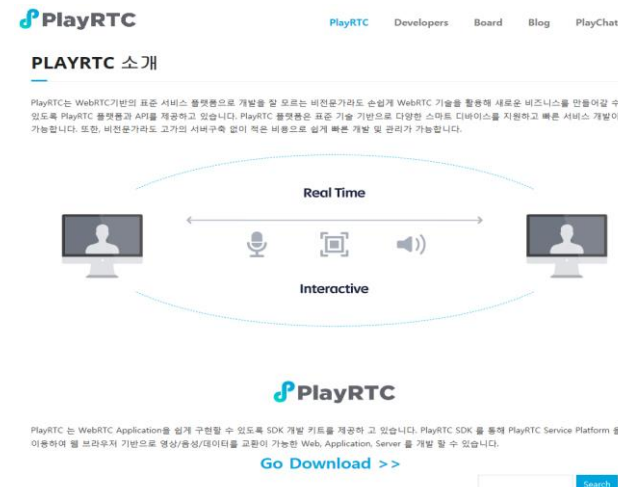 PlayRTC
PlayRTC Developers Board Blog PlayChat
PLAYRTC 소개
PlayRTC는 WebRTC기반의 표준 서비스 플랫폼으로 개발을 잘 모르는 비전문가라도 손쉽게 WebRTC 기술을 활용해 새로운 비즈니스를 만들어갈 수
있도록 PlayRTC 플랫폼과 API를 제공하고 있습니다. PlayRTC 플랫폼은 표준 기술 기반으로 다양한 스마트 디바이스를 지원하고 빠른 서비스 개발이
가능합니다. 또한, 비전문가라도 고가의 서버구축 없이 적은 비용으로 쉽게 빠른 개발 및 관리가 가능합니다.
Real Time
Interactive
PlayRTC
PlayRTC 는 WebRTC Application을 쉽게 구현할 수 있도록 SDK 개발 키트를 제공하 고 있습니다. PlayRTC SDK 를 통해 PlayRTC Service Platform 을
이용하여 웹 브라우저 기반으로 영상/음성/데이터를 교환이 가능한 Web, Application, Server 를 개발 할 수 있습니다.
Go Download >>
Search